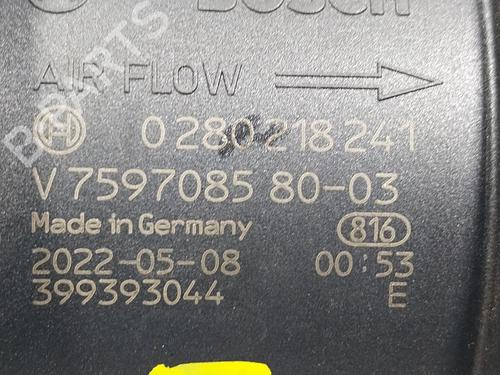 BOSCH
AIR FLOW
0 280 218 241
V 7597085 80-03
Made in Germany 816
2022-05-08 00:53
399393044 E